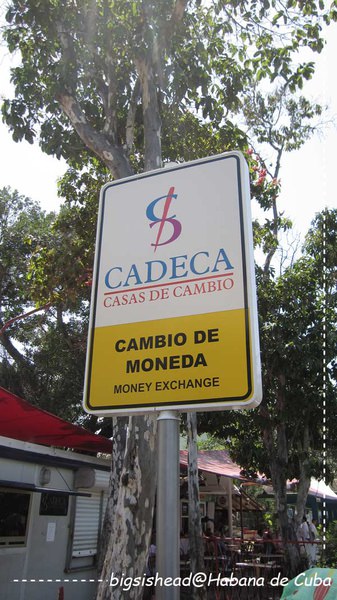 CADECA
CASAS DE CAMBIO
CAMBIO DE
MONEDA
MONEY EXCHANGE
bigsishead@Habana de Cuba